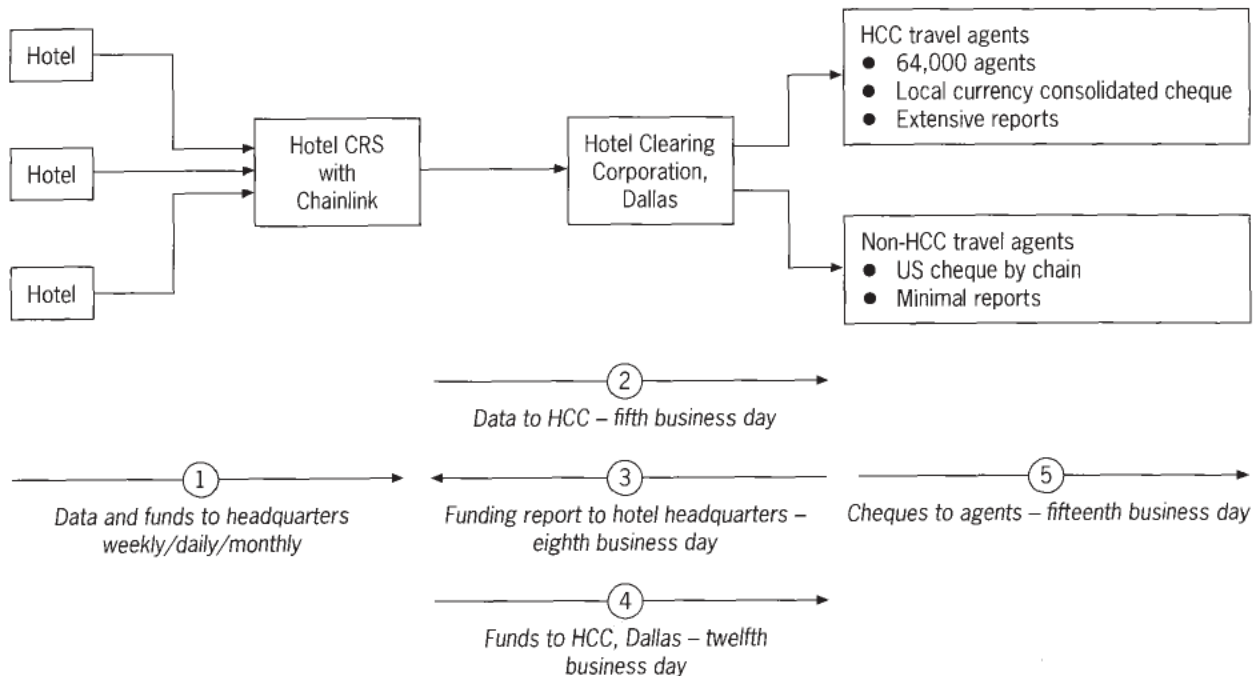 Hotel
Hotel
Hotel
Hotel CRS
with
Chainlink
Hotel Clearing
Corporation,
Dallas
HCC travel agents
● 64,000 agents
● Local currency consolidated cheque
● Extensive reports
Non-HCC travel agents
● US cheque by chain
● Minimal reports
2
Data to HCC – fifth business day
1
Data and funds to headquarters
weekly/daily/monthly
3
Funding report to hotel headquarters –
eighth business day
5
Cheques to agents – fifteenth business day
4
Funds to HCC, Dallas – twelfth
business day